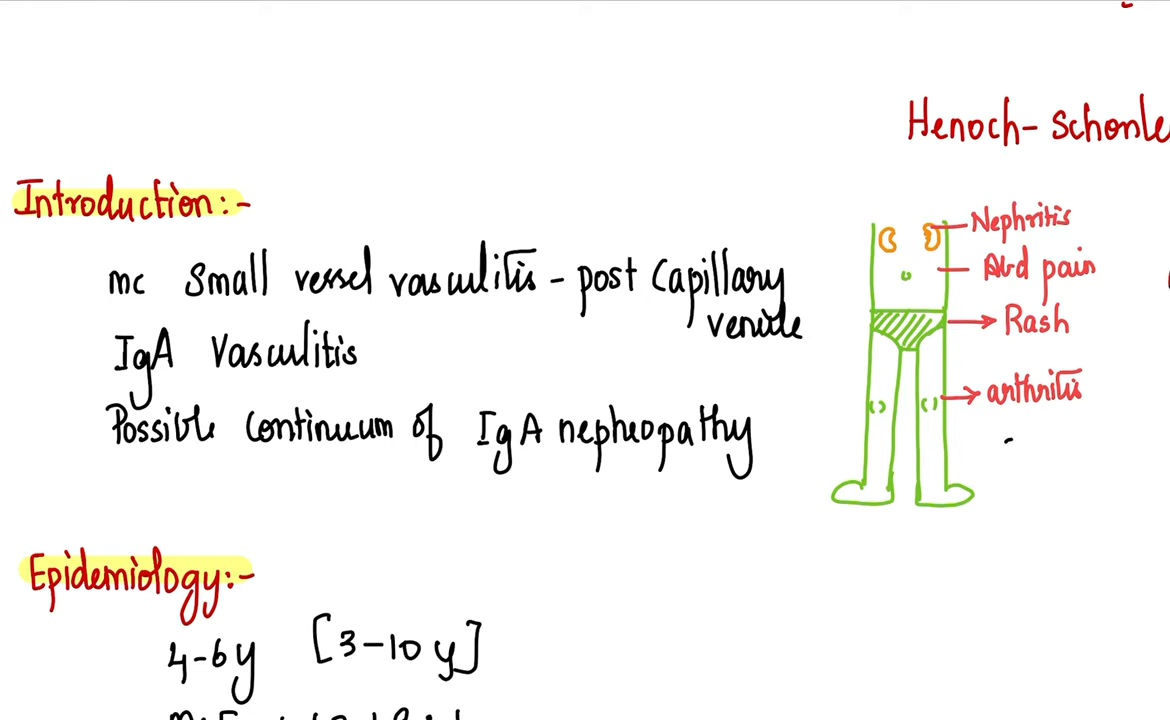 Henoch- Schonle
Introduction:-
mc Small vessel vasculitis - post Capillary
venule
IgA Vasculitis
Possible Continuum of IgA nephropathy
Nephritis
Abd pain
Rash
arthritis
Epidemiology:-
4-6y [3-10 y]